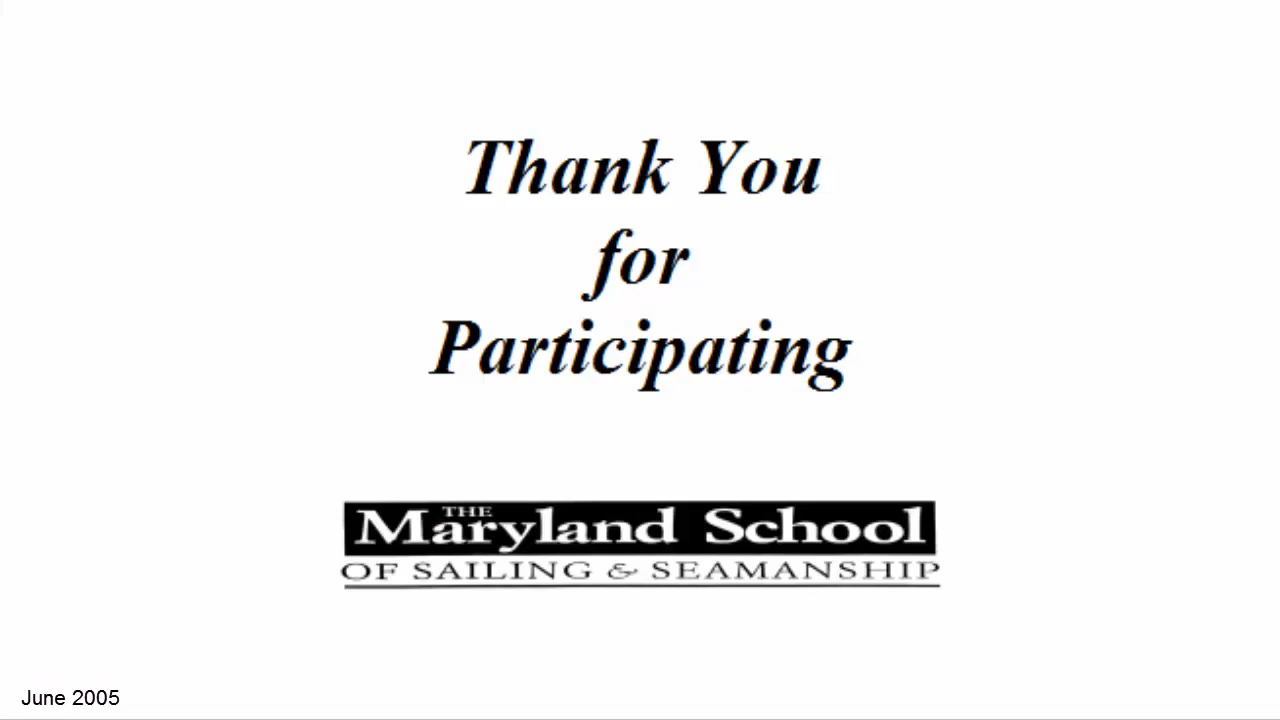 Thank You
for
Participating
THE
Maryland School
OF SAILING & SEAMANSHIP
June 2005